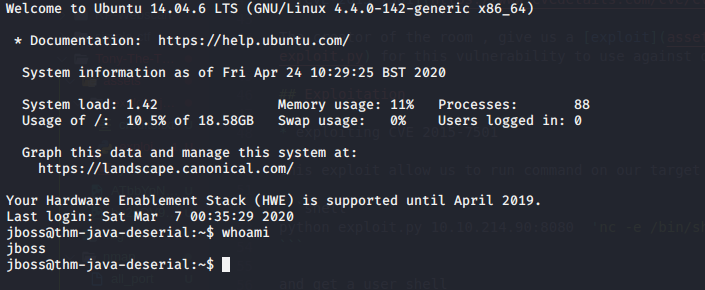 Welcome to Ubuntu 14.04.6 LTS (GNU/Linux 4.4.0-142-generic x86_64)
* Documentation: https://help.ubuntu.com/
System information as of Fri Apr 24 10:29:25 BST 2020
System load: 1.42 Memory usage: 11% Processes: 88
Usage of /: 10.5% of 18.58GB Swap usage: 0% Users logged in: 0
Graph this data and manage this system at:
https://landscape.canonical.com/
Your Hardware Enablement Stack (HWE) is supported until April 2019.
Last login: Sat Mar 7 00:35:29 2020
jboss@thm-java-deserial:~$ whoami
jboss
jboss@thm-java-deserial:~$